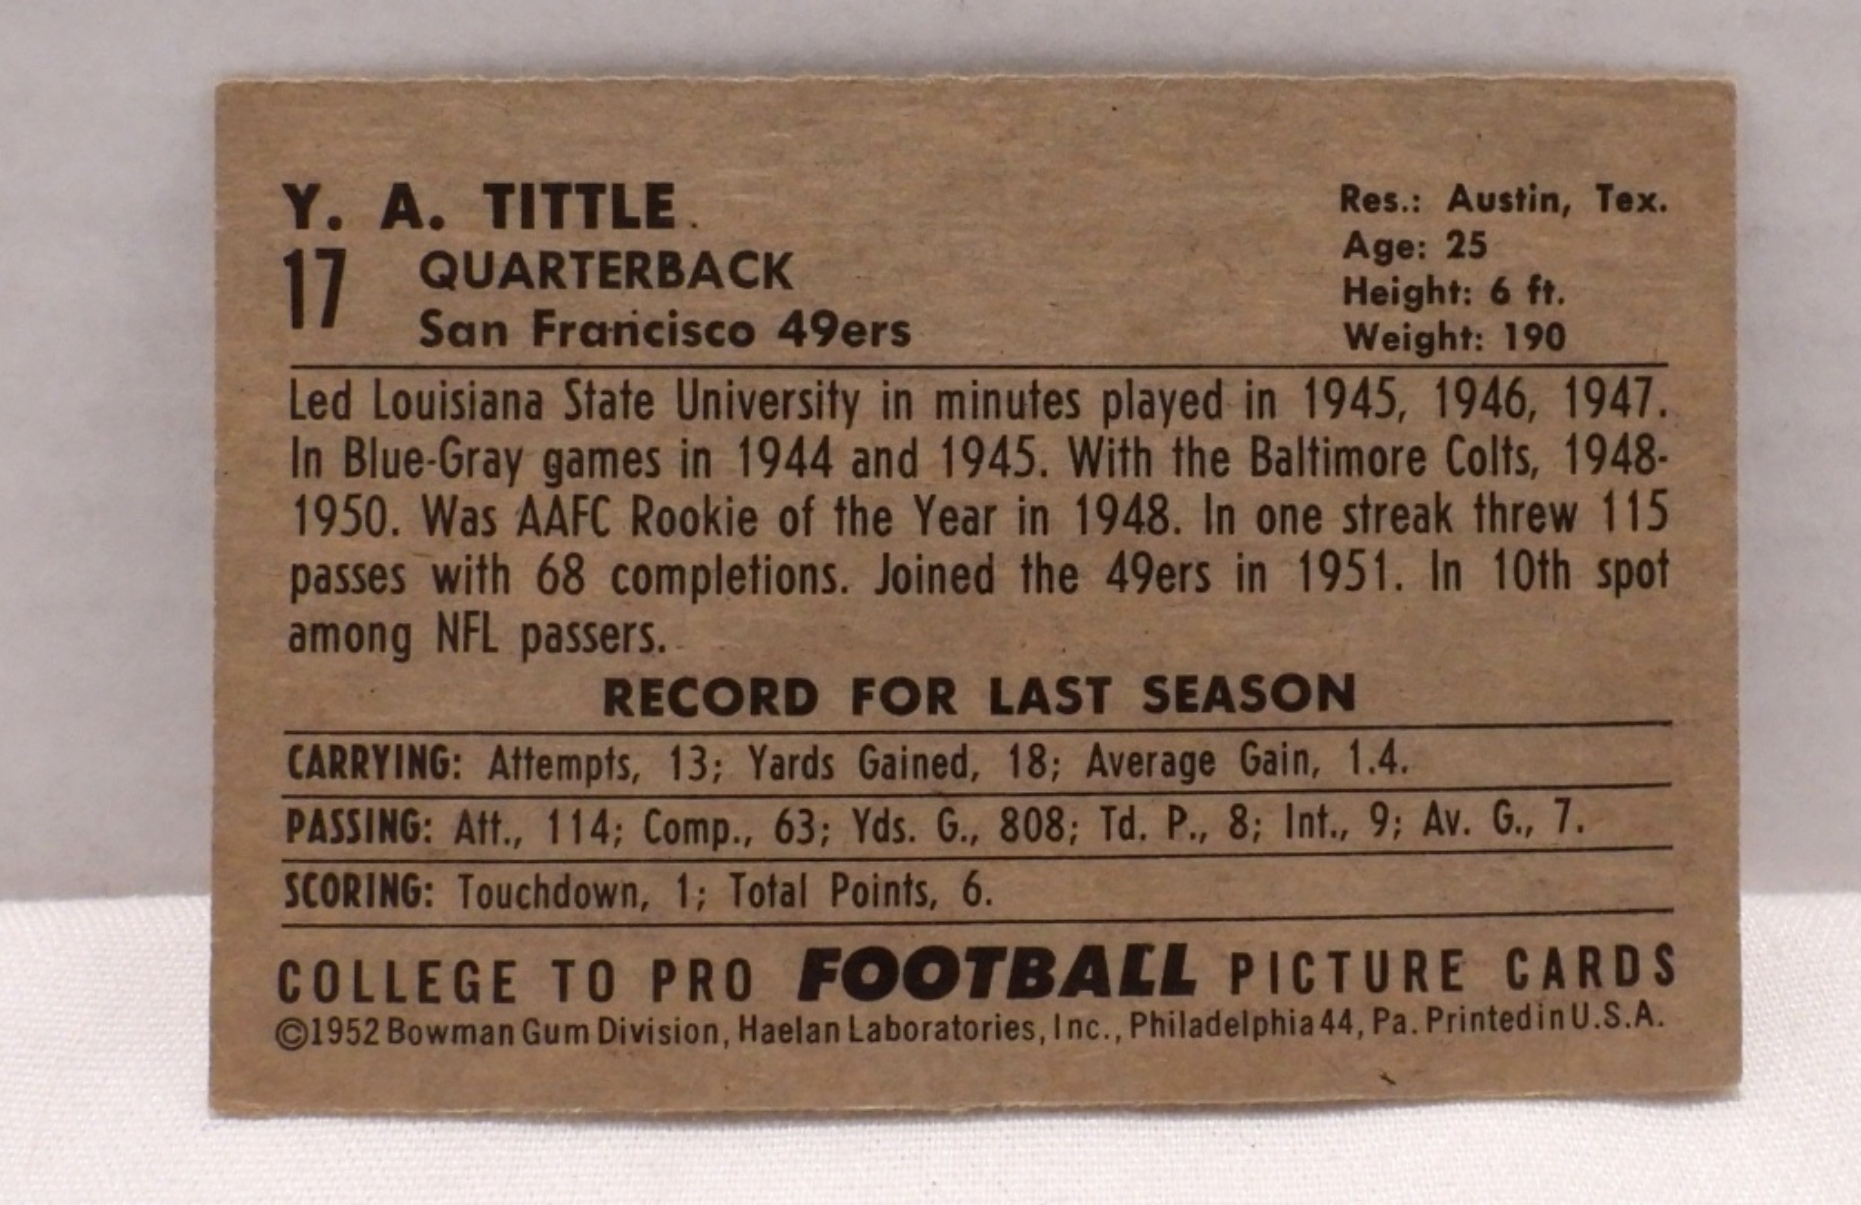 Y. A. TITTLE
17 QUARTERBACK
San Francisco 49ers
Res.: Austin, Tex.
Age: 25
Height: 6 ft.
Weight: 190
Led Louisiana State University in minutes played in 1945, 1946, 1947.
In Blue-Gray games in 1944 and 1945. With the Baltimore Colts, 1948-
1950. Was AAFC Rookie of the Year in 1948. In one streak threw 115
passes with 68 completions. Joined the 49ers in 1951. In 10th spot
among NFL passers.
RECORD FOR LAST SEASON
CARRYING: Attempts, 13; Yards Gained, 18; Average Gain, 1.4.
PASSING: Att., 114; Comp., 63; Yds. G., 808; Td. P., 8; Int., 9; Av. G., 7.
SCORING: Touchdown, 1; Total Points, 6.
COLLEGE TO PRO FOOTBALL PICTURE CARDS
©1952 Bowman Gum Division, Haelan Laboratories, Inc., Philadelphia 44, Pa. Printed in U.S.A.